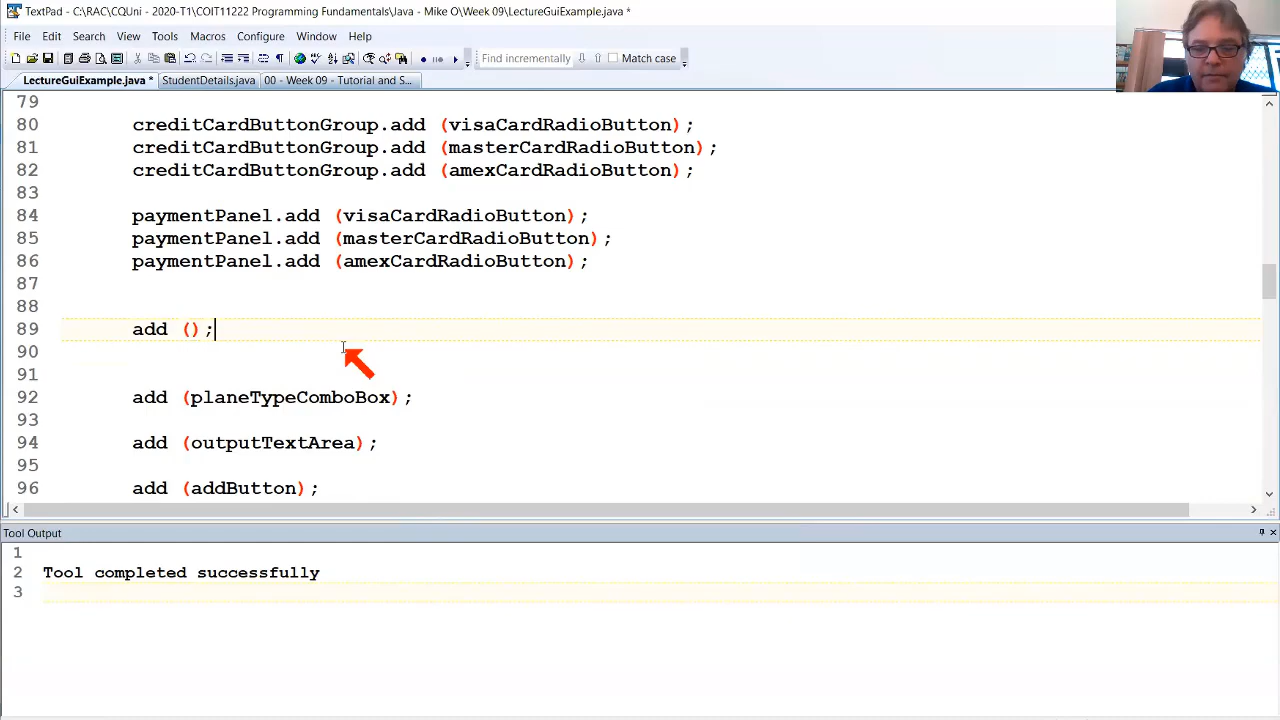 TextPad - C:\RAC\CQUni - 2020-T1\COIT11222 Programming Fundamentals\Java - Mike O\Week 09\LectureGuiExample.java *
File Edit Search View Tools Macros Configure Window Help
Find incrementally Match case
LectureGuiExample.java * StudentDetails.java 00 - Week 09 - Tutorial and S...
79
80 creditCardButtonGroup.add (visaCardRadioButton);
81 creditCardButtonGroup.add (masterCardRadioButton);
82 creditCardButtonGroup.add (amexCardRadioButton);
83
84 paymentPanel.add (visaCardRadioButton);
85 paymentPanel.add (masterCardRadioButton);
86 paymentPanel.add (amexCardRadioButton);
87
88
89 add ();
90
91
92 add (planeTypeComboBox);
93
94 add (outputTextArea);
95
96 add (addButton);
Tool Output
1
2 Tool completed successfully
3